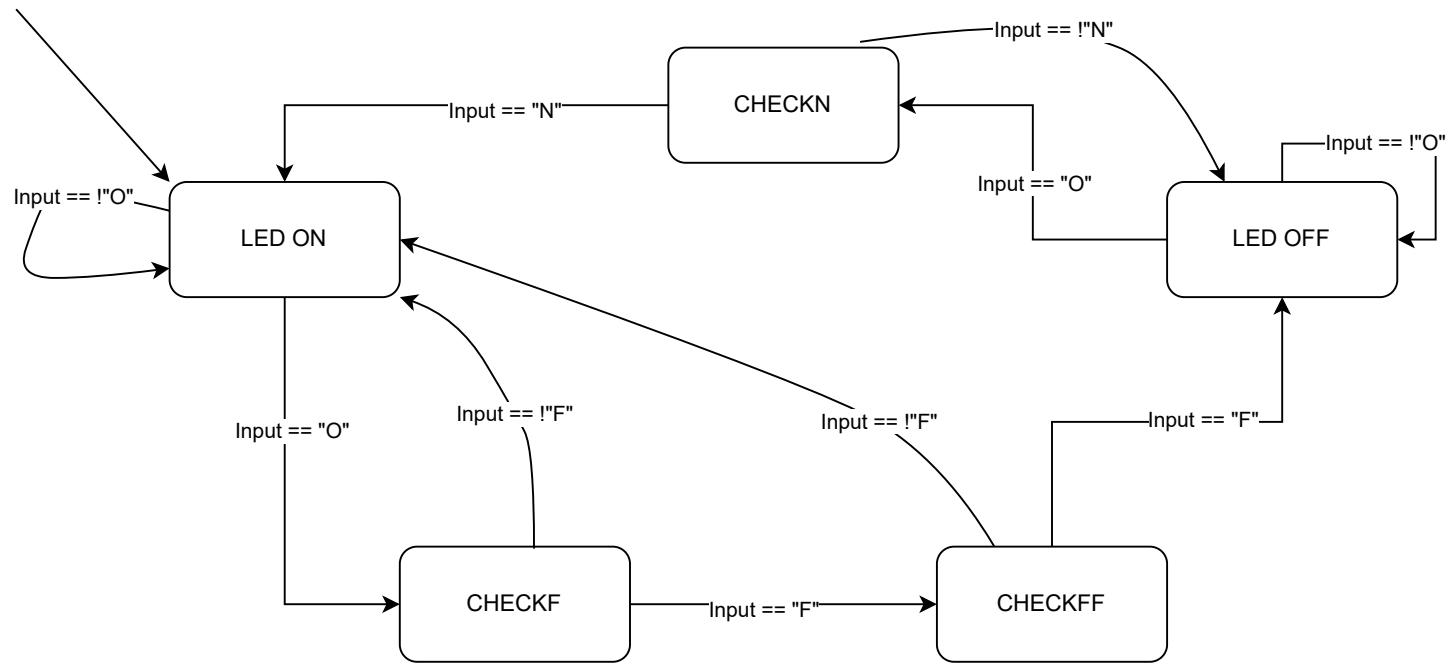 Input == !"N"
CHECKN
Input == "N"
Input == !"O"
Input == "O"
Input == !"O"
LED ON
LED OFF
Input == !"F"
Input == !"F"
Input == "F"
Input == "O"
CHECKF
CHECKFF
Input == "F"